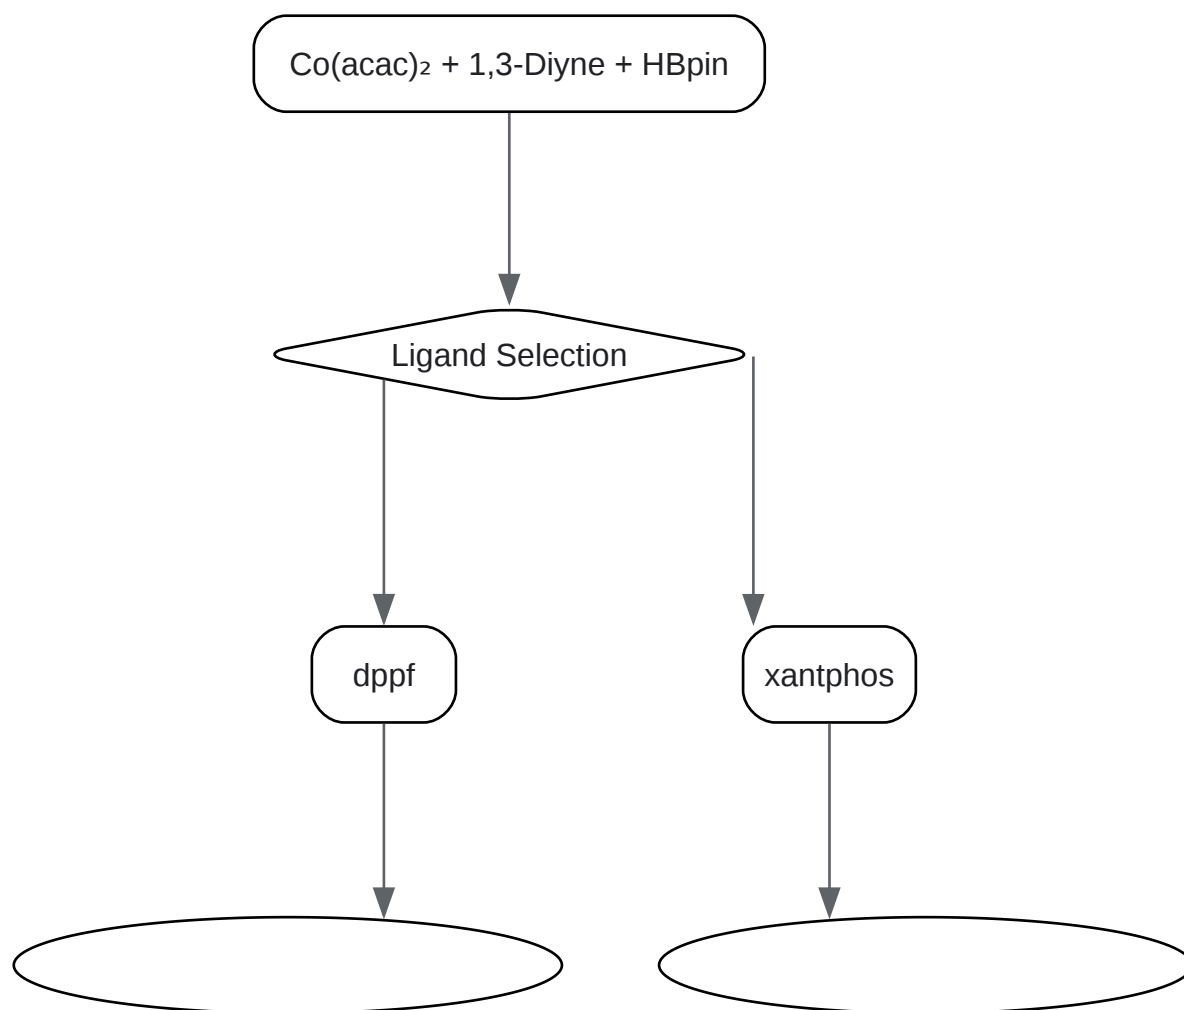 Co(acac)₂ + 1,3-Diyne + HBpin
Ligand Selection
dppf
xantphos